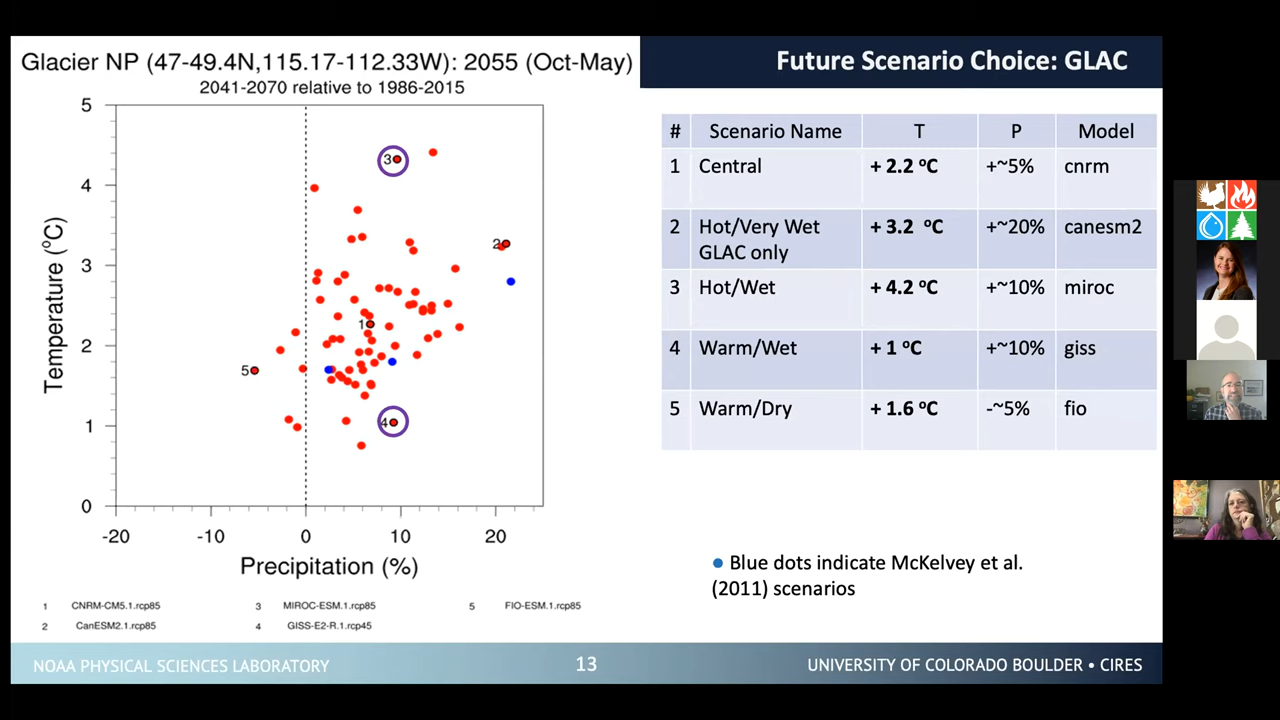 Glacier NP (47-49.4N,115.17-112.33W): 2055 (Oct-May)
2041-2070 relative to 1986-2015
Temperature (°C)
5
4
3
2
1
0
3
2
1
5
4
-20
-10
0
10
20
Precipitation (%)
1 CNRM-CM5.1.rcp85
2 CanESM2.1.rcp85
3 MIROC-ESM.1.rcp85
4 GISS-E2-R.1.rcp45
5 FIO-ESM.1.rcp85
Future Scenario Choice: GLAC
# Scenario Name T P Model
1 Central + 2.2 °C +~5% cnrm
2 Hot/Very Wet + 3.2 °C +~20% canesm2
GLAC only
3 Hot/Wet + 4.2 °C +~10% miroc
4 Warm/Wet + 1 °C +~10% giss
5 Warm/Dry + 1.6 °C -~5% fio
Blue dots indicate McKelvey et al.
(2011) scenarios
NOAA PHYSICAL SCIENCES LABORATORY
13
UNIVERSITY OF COLORADO BOULDER • CIRES